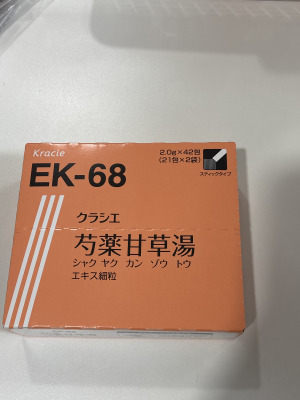 Kracie
2.0g×42包
(21包×2袋)
スティックタイプ
EK-68
クラシエ
芍薬甘草湯
シャク ヤク カン ゾウ トウ
エキス細粒